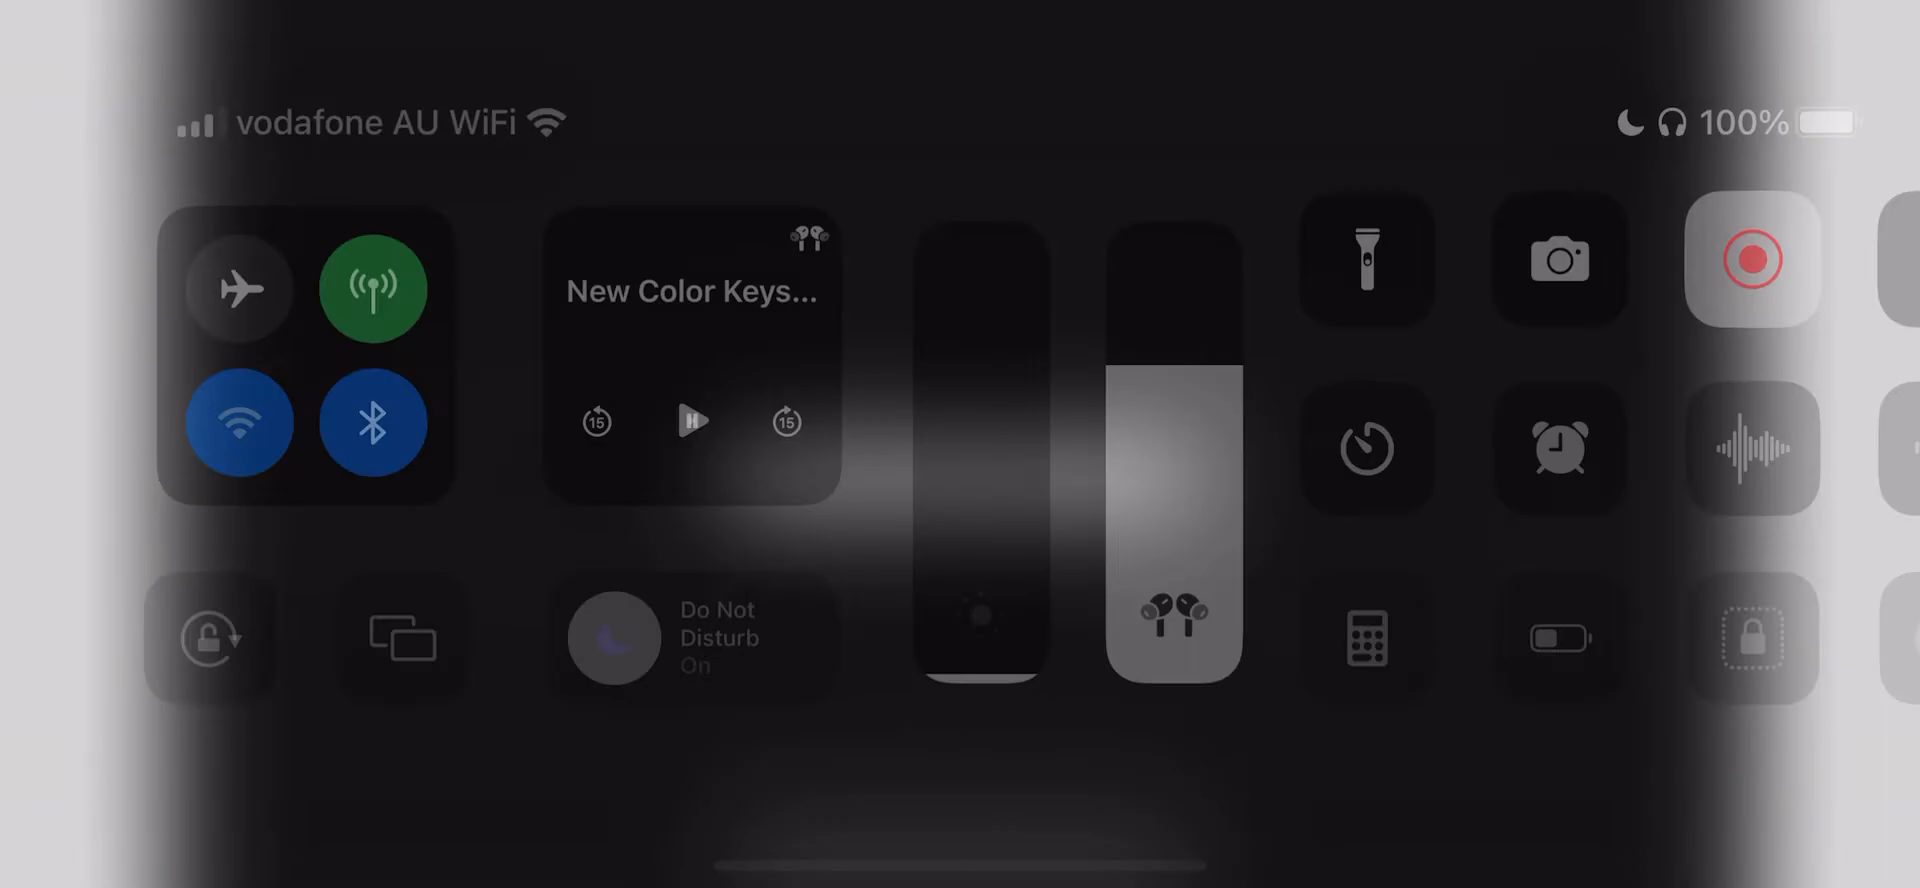 vodafone AU WiFi
100%
New Color Keys...
15
15
Do Not
Disturb
On